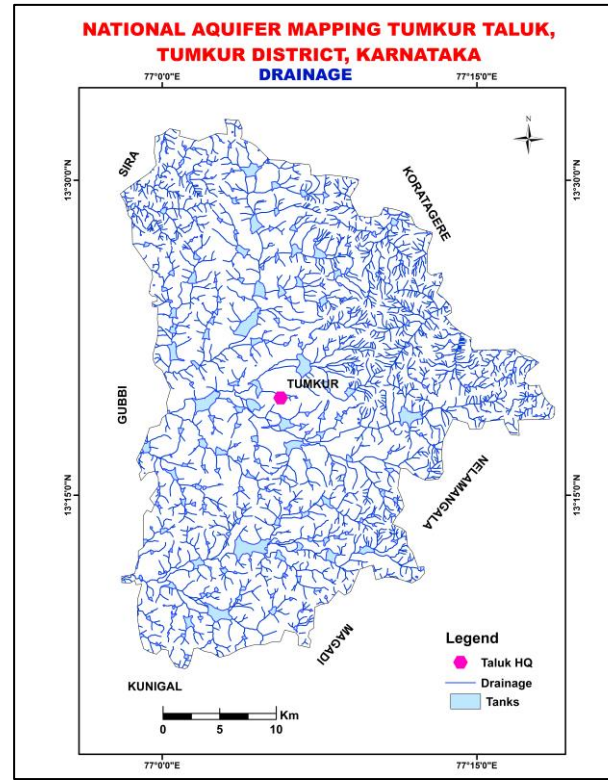 NATIONAL AQUIFER MAPPING TUMKUR TALUK,
TUMKUR DISTRICT, KARNATAKA
DRAINAGE
77°0'0"E 77°15'0"E
N
SIRA
KORATAGERE
13°30'0"N 13°30'0"N
GUBBI
TUMKUR
NELAMANGALA
13°15'0"N 13°15'0"N
MAGADI
KUNIGAL
Legend
Taluk HQ
Drainage
Tanks
Km
0 5 10
77°0'0"E 77°15'0"E